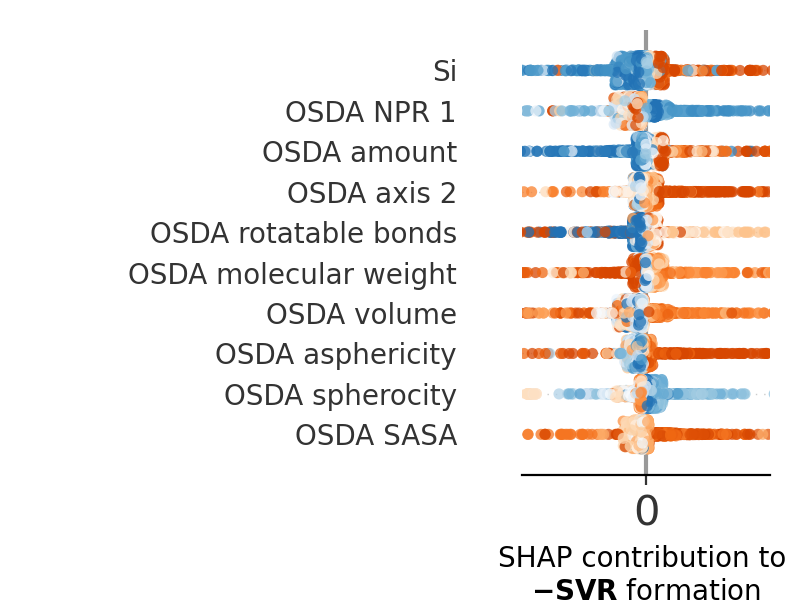 Si
OSDA NPR 1
OSDA amount
OSDA axis 2
OSDA rotatable bonds
OSDA molecular weight
OSDA volume
OSDA asphericity
OSDA spherocity
OSDA SASA
0
SHAP contribution to
−SVR formation